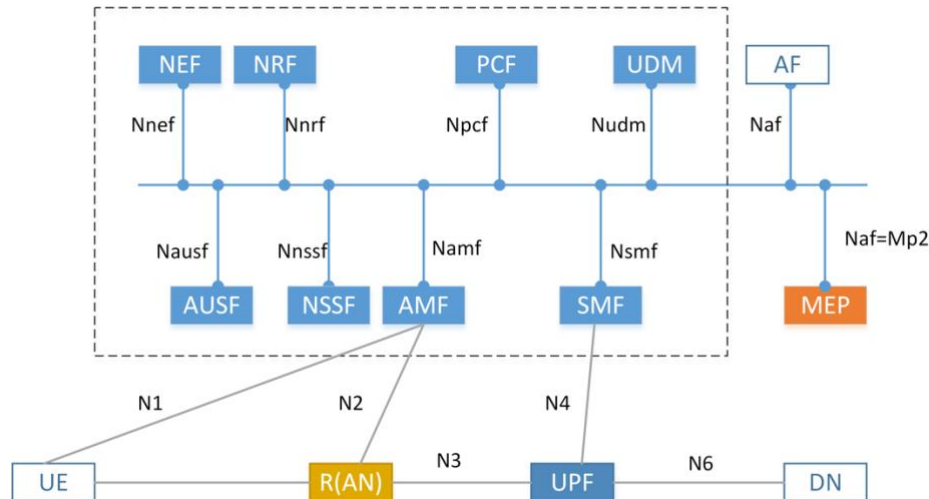 NEF NRF PCF UDM AF
Nnef Nnrf Npcf Nudm Naf
Nausf Nnssf Namf Nsmf Naf=Mp2
AUSF NSSF AMF SMF MEP
N1 N2 N4
N3 N6
UE R(AN) UPF DN